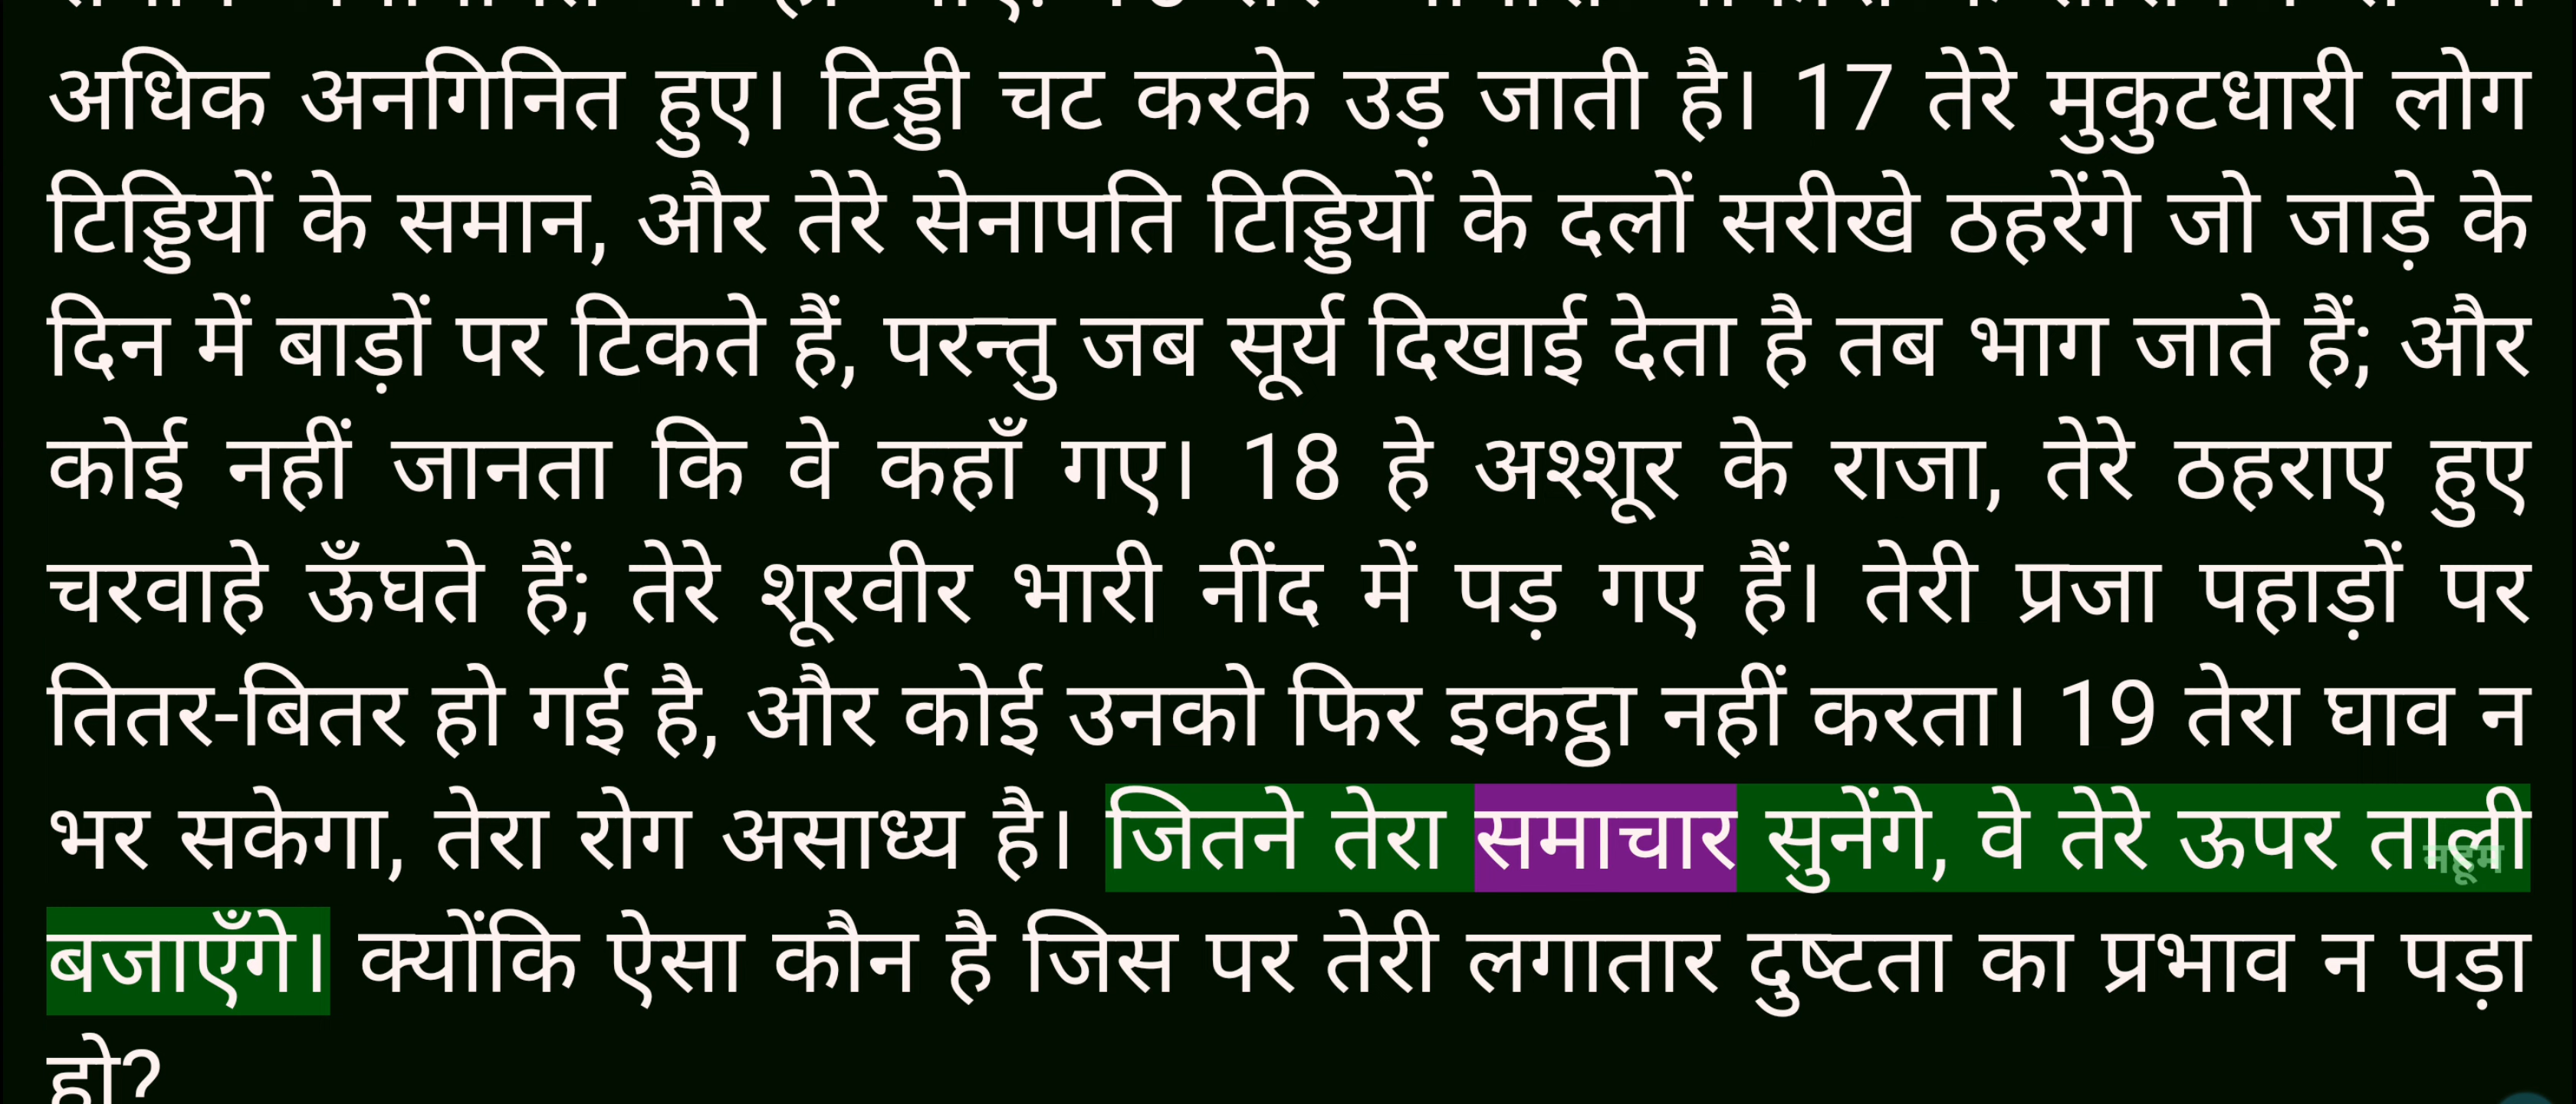 अधिक अनगिनित हुए। टिड्डी चट करके उड़ जाती है। 17 तेरे मुकुटधारी लोग
टिड्डियों के समान, और तेरे सेनापति टिड्डियों के दलों सरीखे ठहरेंगे जो जाड़े के
दिन में बाड़ों पर टिकते हैं, परन्तु जब सूर्य दिखाई देता है तब भाग जाते हैं; और
कोई नहीं जानता कि वे कहाँ गए। 18 हे अश्शूर के राजा, तेरे ठहराए हुए
चरवाहे ऊँघते हैं; तेरे शूरवीर भारी नींद में पड़ गए हैं। तेरी प्रजा पहाड़ों पर
तितर-बितर हो गई है, और कोई उनको फिर इकट्ठा नहीं करता। 19 तेरा घाव न
भर सकेगा, तेरा रोग असाध्य है। जितने तेरा समाचार सुनेंगे, वे तेरे ऊपर ताली
नहूम
बजाएँगे। क्योंकि ऐसा कौन है जिस पर तेरी लगातार दुष्टता का प्रभाव न पड़ा
हो?